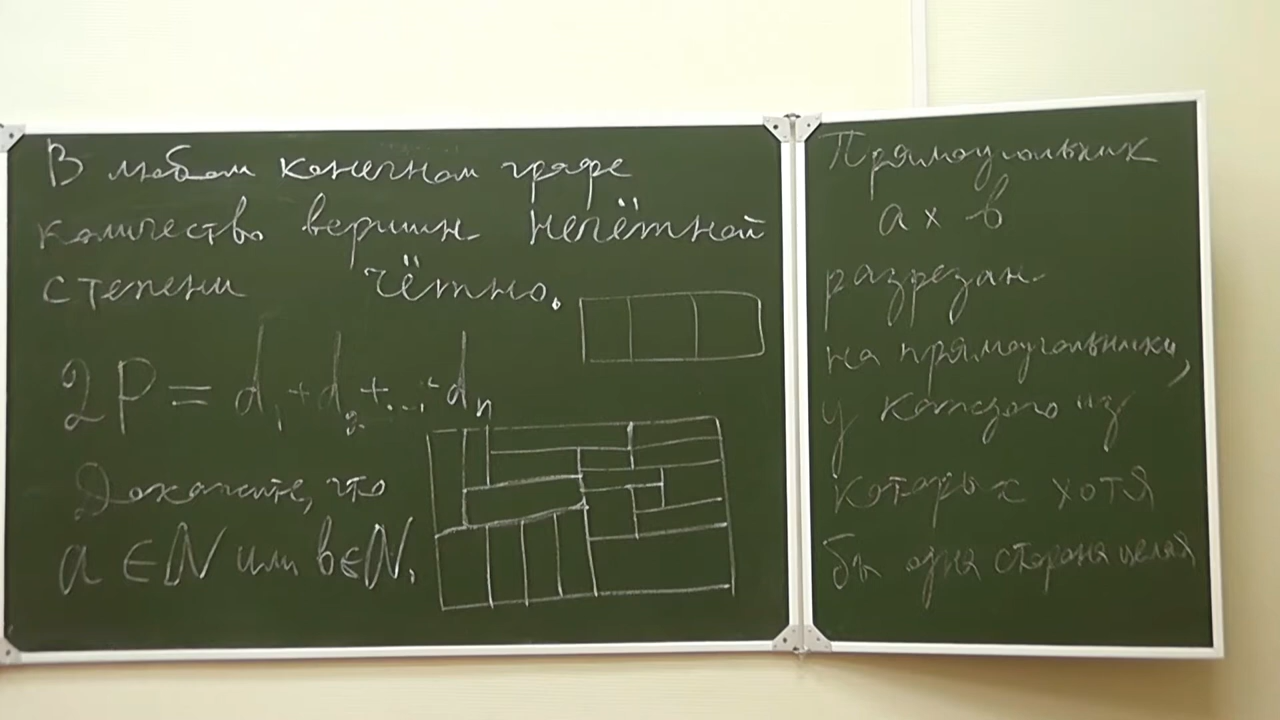 В любом конечном графе
количество вершин нечётной
степени чётно.
2P = d₁ + d₂ + ... + dₙ
Докажите, что
a ∈ N или b ∈ N.
Прямоугольник
a x b
разрезан
на прямоугольники,
у каждого из
которых хотя
бы одна сторона целая